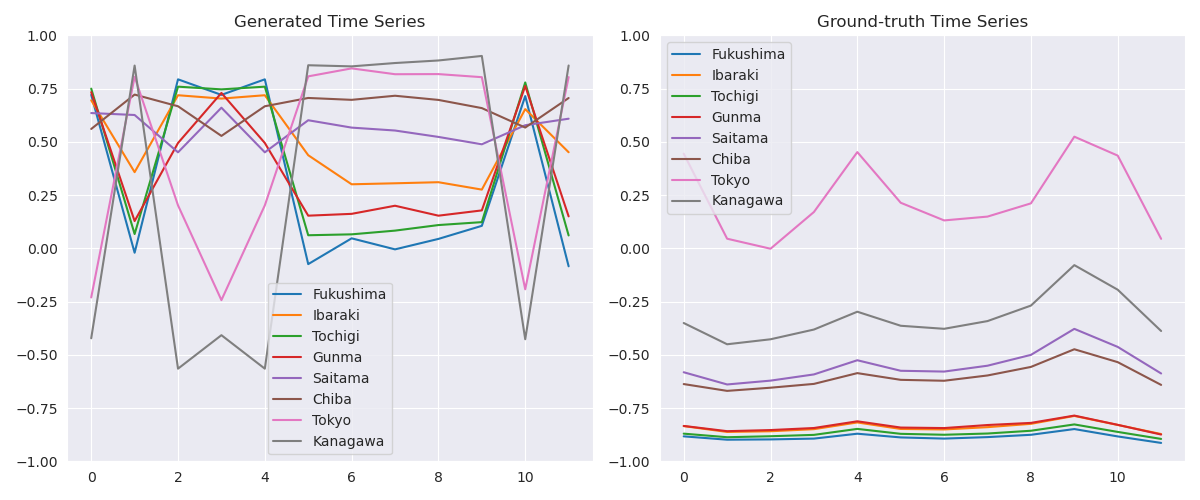 Generated Time Series
1.00
0.75
0.50
0.25
0.00
−0.25
−0.50
−0.75
−1.00
0
2
4
6
8
10
Fukushima
Ibaraki
Tochigi
Gunma
Saitama
Chiba
Tokyo
Kanagawa
Ground-truth Time Series
1.00
0.75
0.50
0.25
0.00
−0.25
−0.50
−0.75
−1.00
0
2
4
6
8
10
Fukushima
Ibaraki
Tochigi
Gunma
Saitama
Chiba
Tokyo
Kanagawa